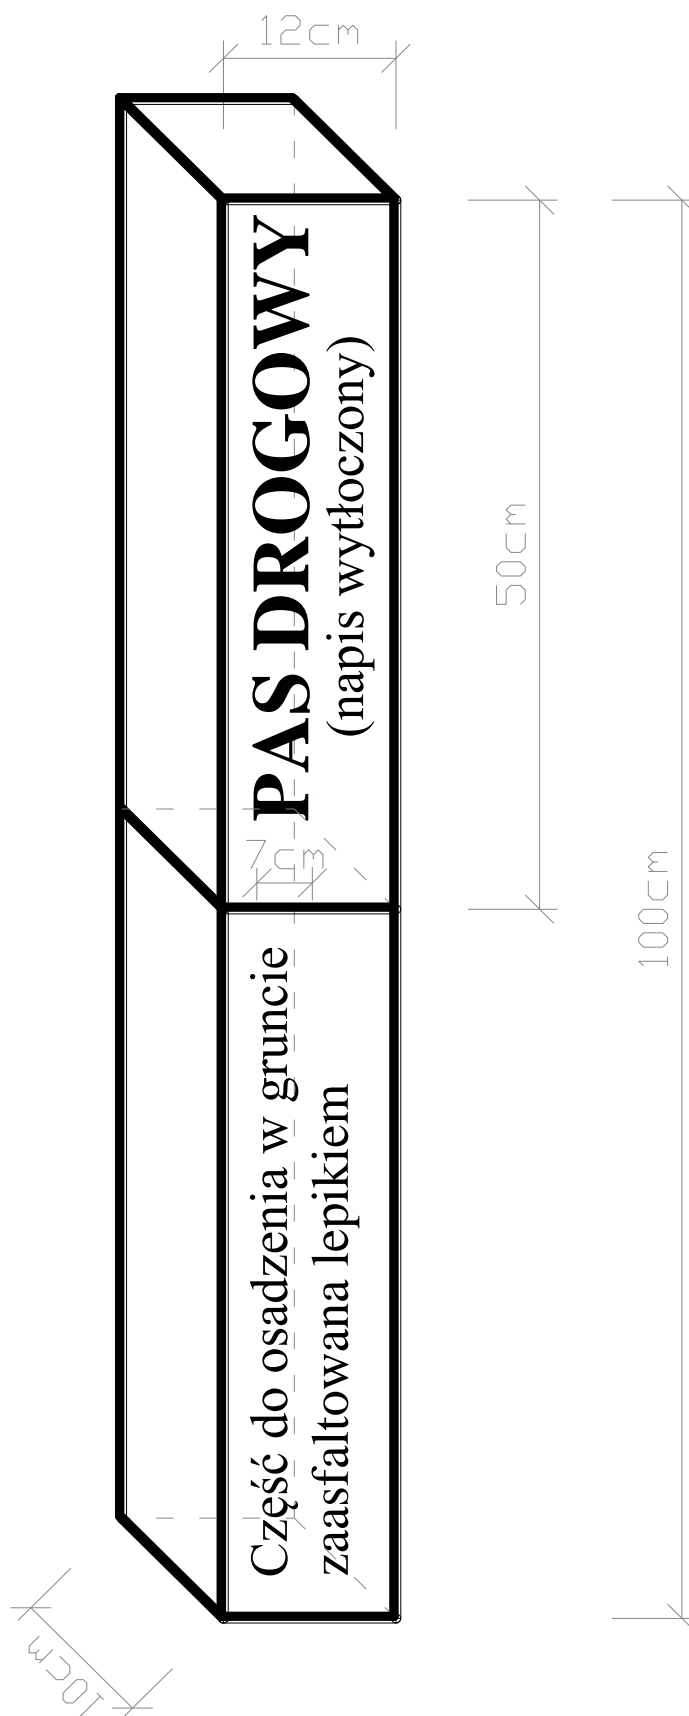 12cm
PAS DROGOWY
(napis wytłoczony)
50cm
7cm
100cm
Część do osadzenia w gruncie
zaasfaltowana lepikiem
10cm